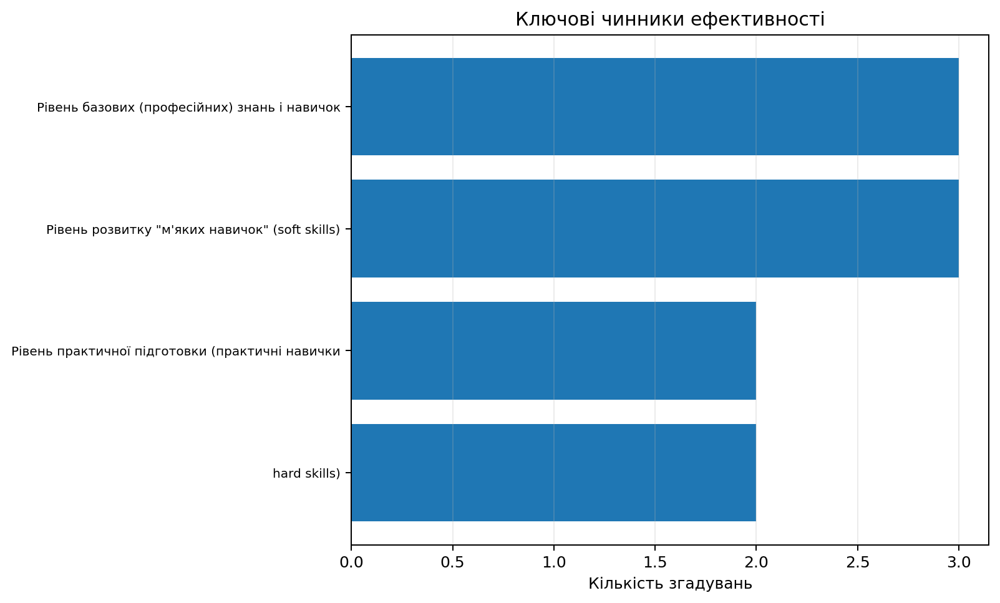 Ключові чинники ефективності
Рівень базових (професійних) знань і навичок
Рівень розвитку "м'яких навичок" (soft skills)
Рівень практичної підготовки (практичні навички
hard skills)
0.0 0.5 1.0 1.5 2.0 2.5 3.0
Кількість згадувань